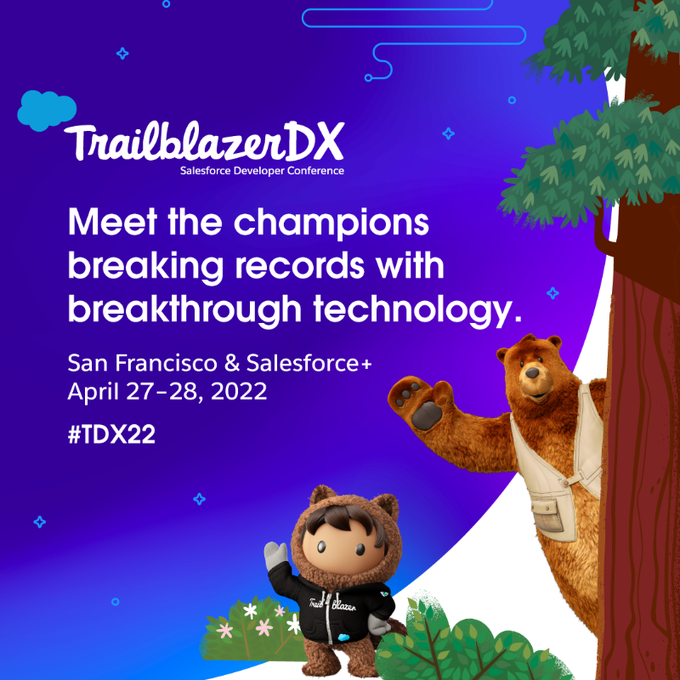 TrailblazerDX
Salesforce Developer Conference
Meet the champions
breaking records with
breakthrough technology.
San Francisco & Salesforce+
April 27–28, 2022
#TDX22
Trailblazer